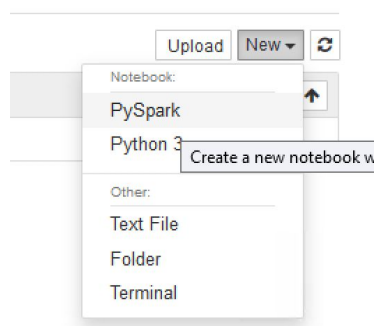 Upload New
Notebook:
PySpark
Python 3
Create a new notebook w
Other:
Text File
Folder
Terminal